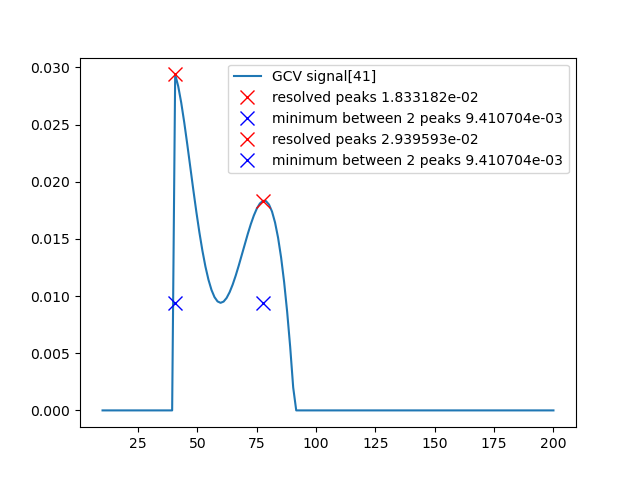 0.030
0.025
0.020
0.015
0.010
0.005
0.000
GCV signal[41]
resolved peaks 1.833182e-02
minimum between 2 peaks 9.410704e-03
resolved peaks 2.939593e-02
minimum between 2 peaks 9.410704e-03
25 50 75 100 125 150 175 200